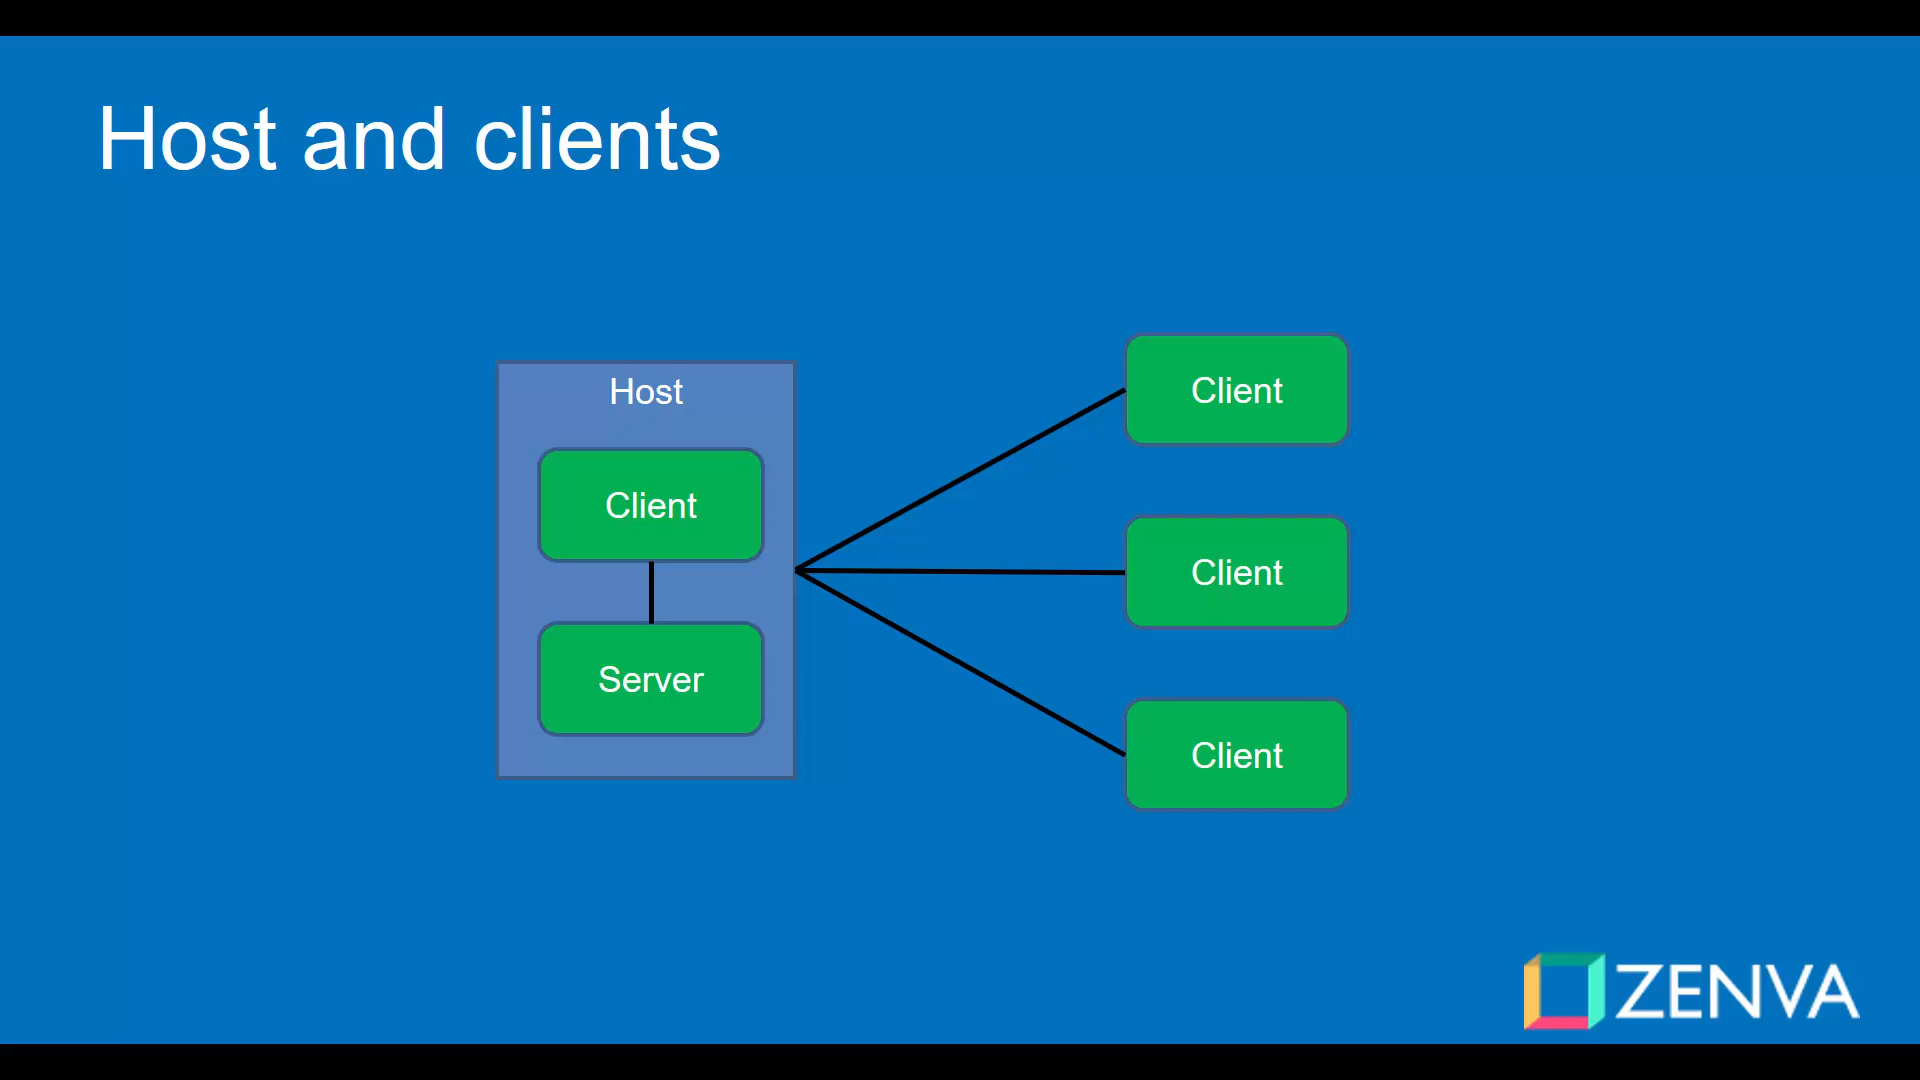 Host and clients
Host
Client
Server
Client
Client
Client
ZENVA